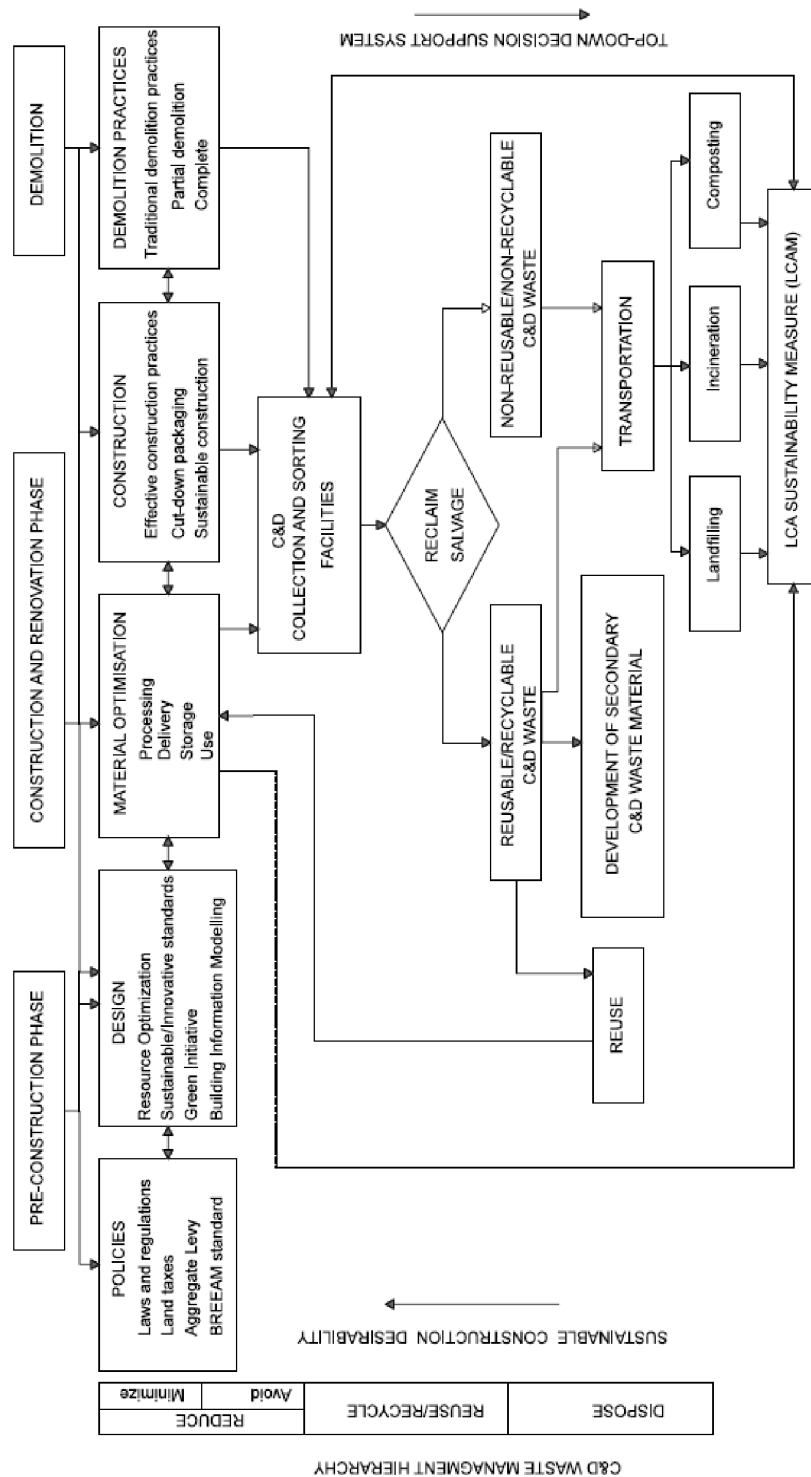 PRE-CONSTRUCTION PHASE
CONSTRUCTION AND RENOVATION PHASE
DEMOLITION
POLICIES
Laws and regulations
Land taxes
Aggregate Levy
BREEAM standard
DESIGN
Resource Optimization
Sustainable/Innovative standards
Green Initiative
Building Information Modelling
MATERIAL OPTIMISATION
Processing
Delivery
Storage
Use
CONSTRUCTION
Effective construction practices
Cut-down packaging
Sustainable construction
DEMOLITION PRACTICES
Traditional demolition practices
Partial demolition
Complete
C&D
COLLECTION AND SORTING
FACILITIES
RECLAIM
SALVAGE
REUSABLE/RECYCLABLE
C&D WASTE
NON-REUSABLE/NON-RECYCLABLE
C&D WASTE
REUSE
DEVELOPMENT OF SECONDARY
C&D WASTE MATERIAL
TRANSPORTATION
Landfilling
Incineration
Composting
LCA SUSTAINABILITY MEASURE (LCAM)
C&D WASTE MANAGMENT HIERARCHY
REDUCE
Minimize
Avoid
REUSE/RECYCLE
DISPOSE
SUSTAINABLE CONSTRUCTION DESIRABILITY
TOP-DOWN DECISION SUPPORT SYSTEM